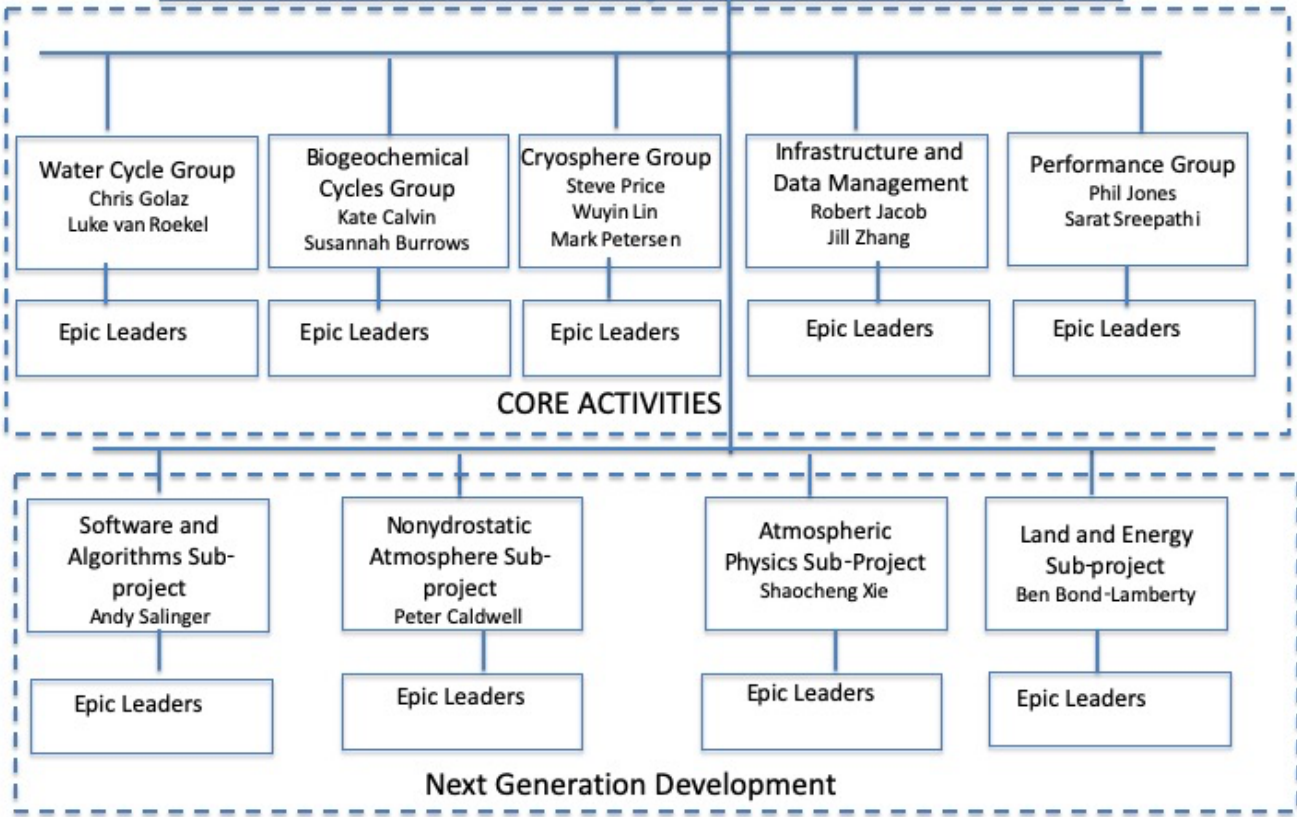 Water Cycle Group
Chris Golaz
Luke van Roekel
Biogeochemical
Cycles Group
Kate Calvin
Susannah Burrows
Cryosphere Group
Steve Price
Wuyin Lin
Mark Petersen
Infrastructure and
Data Management
Robert Jacob
Jill Zhang
Performance Group
Phil Jones
Sarat Sreepathi
Epic Leaders
Epic Leaders
Epic Leaders
Epic Leaders
Epic Leaders
CORE ACTIVITIES
Software and
Algorithms Sub-
project
Andy Salinger
Nonydrostatic
Atmosphere Sub-
project
Peter Caldwell
Atmospheric
Physics Sub-Project
Shaocheng Xie
Land and Energy
Sub-project
Ben Bond-Lamberty
Epic Leaders
Epic Leaders
Epic Leaders
Epic Leaders
Next Generation Development